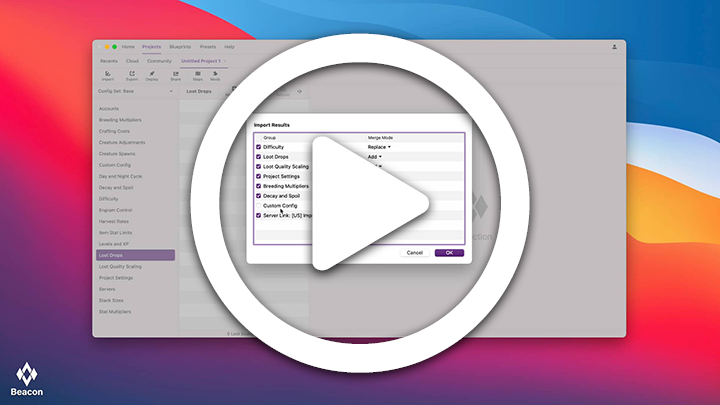 Home Projects Blueprints Presets Help
Recents Cloud Community Untitled Project 1
Import Export Deploy Share Maps Mods
Config Set: Base
Loot Drops
Accounts
Breeding Multipliers
Crafting Costs
Creature Adjustments
Creature Spawns
Custom Config
Day and Night Cycle
Decay and Spoil
Difficulty
Engram Control
Harvest Rates
Item Stat Limits
Levels and XP
Loot Drops
Loot Quality Scaling
Project Settings
Servers
Stack Sizes
Stat Multipliers
Import Results
Group Merge Mode
Difficulty Replace
Loot Drops Add
Loot Quality Scaling
Project Settings
Breeding Multipliers
Decay and Spoil
Custom Config
Server Link: [US]
Cancel OK
Beacon